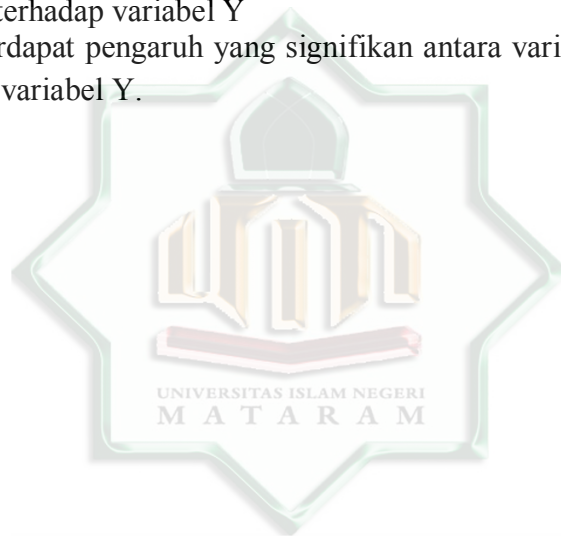 terhadap variabel Y
rdapat pengaruh yang signifikan antara vari
variabel Y.
UNIVERSITAS ISLAM NEGERI
M A T A R A M